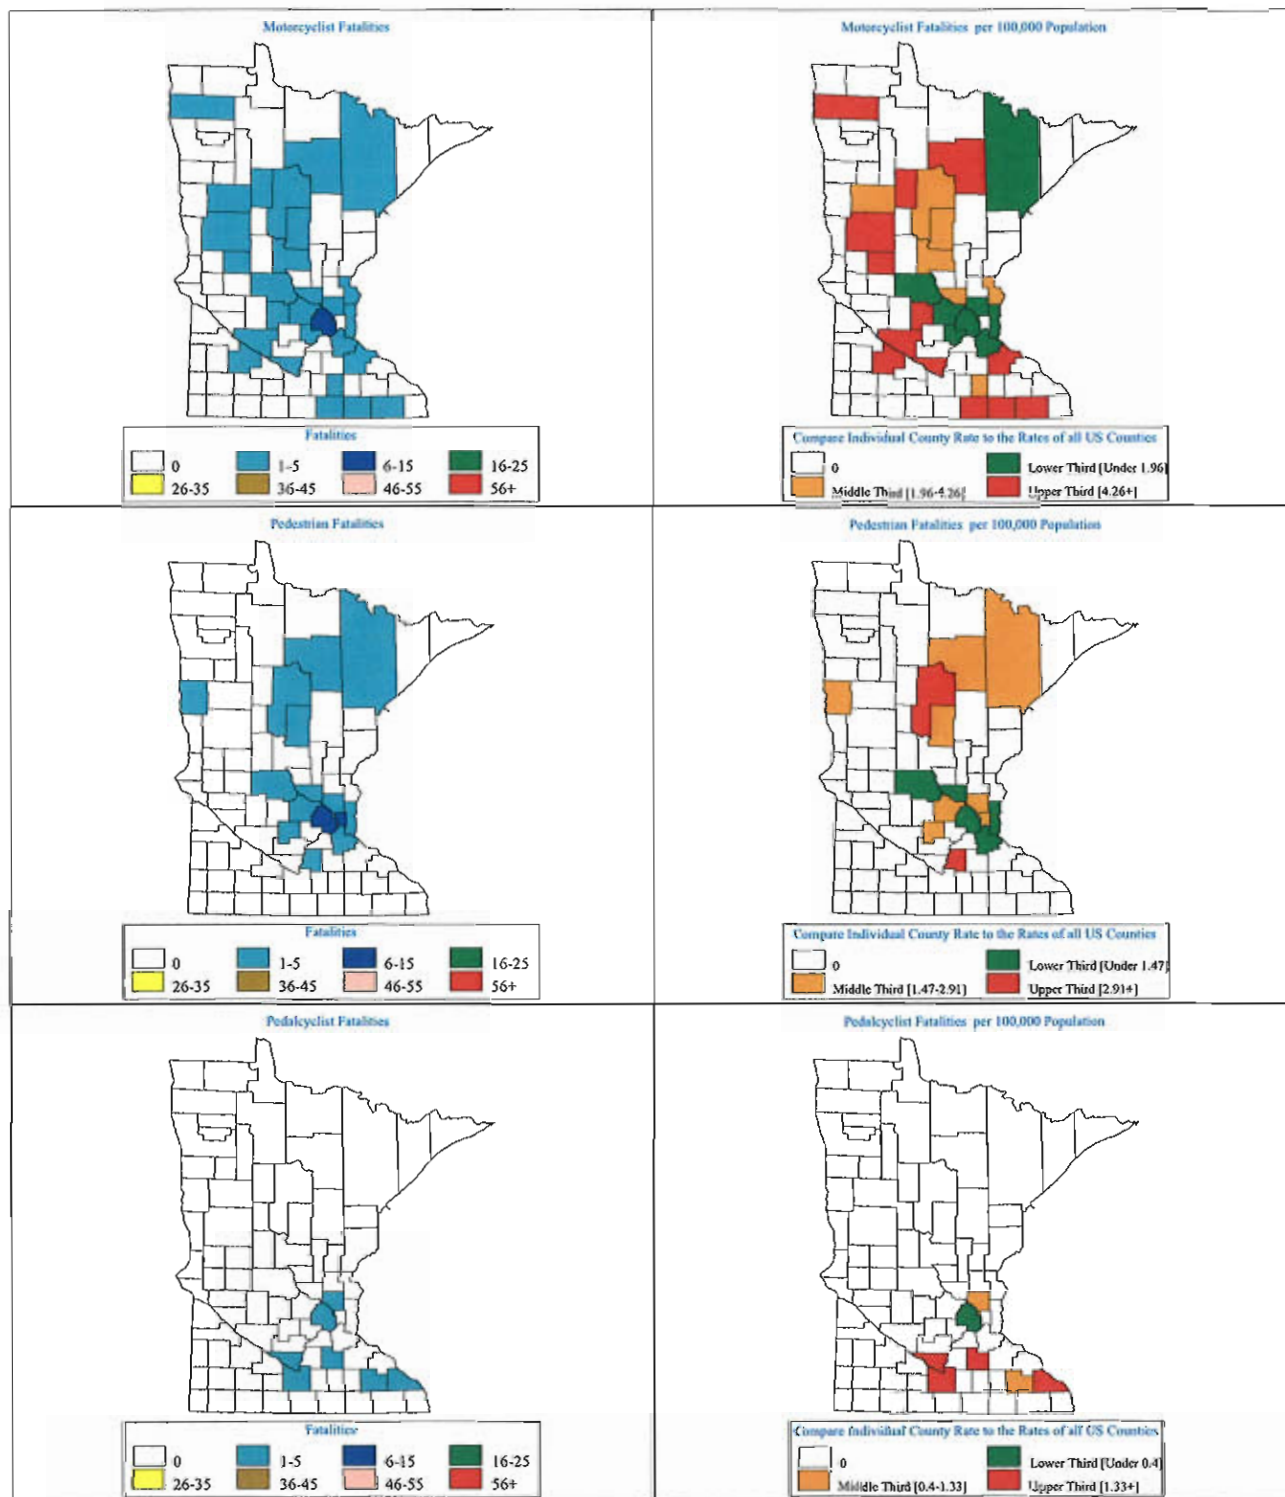 Motorcyclist Fatalities
Motorcyclist Fatalities per 100,000 Population
Fatalities
0 1-5 6-15 16-25
26-35 36-45 46-55 56+
Compare Individual County Rate to the Rates of all US Counties
0 Lower Third [Under 1.96]
Middle Third [1.96-4.26] Upper Third [4.26+]
Pedestrian Fatalities
Pedestrian Fatalities per 100,000 Population
Fatalities
0 1-5 6-15 16-25
26-35 36-45 46-55 56+
Compare Individual County Rate to the Rates of all US Counties
0 Lower Third [Under 1.47]
Middle Third [1.47-2.91] Upper Third [2.91+]
Pedalcyclist Fatalities
Pedalcyclist Fatalities per 100,000 Population
Fatalities
0 1-5 6-15 16-25
26-35 36-45 46-55 56+
Compare Individual County Rate to the Rates of all US Counties
0 Lower Third [Under 0.4]
Middle Third [0.4-1.33] Upper Third [1.33+]